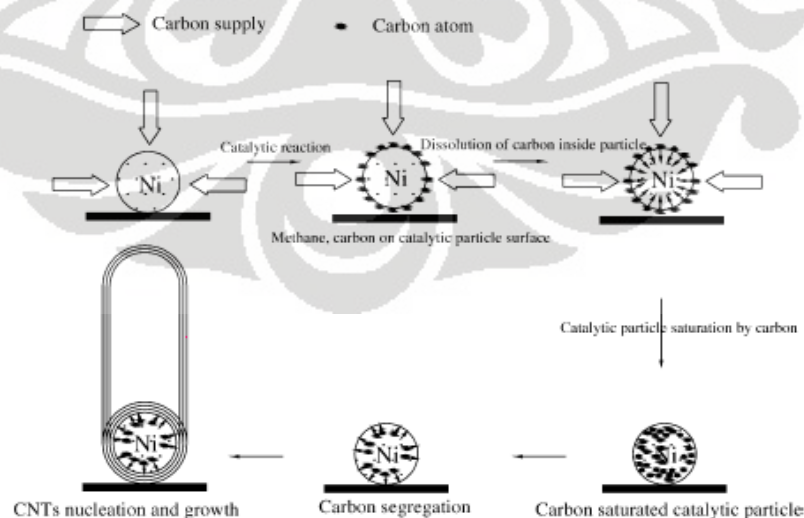 Carbon supply
Carbon atom
Catalytic reaction
Dissolution of carbon inside particle
Ni
Ni
Ni
Methane, carbon on catalytic particle surface
Catalytic particle saturation by carbon
Ni
Ni
Ni
CNTs nucleation and growth
Carbon segregation
Carbon saturated catalytic particle